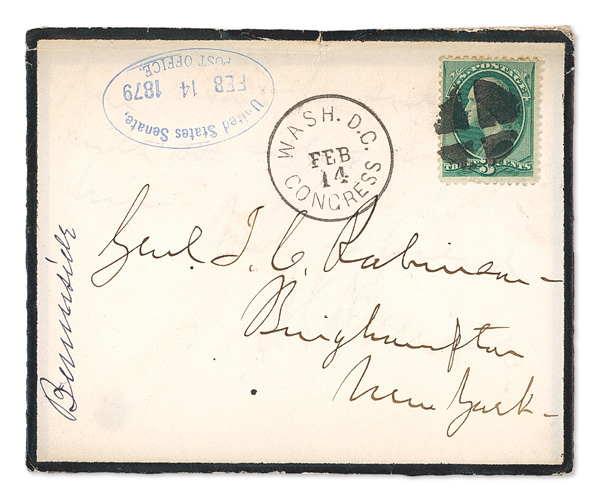 United States Senate,
FEB 14 1879
POST OFFICE.
WASH. D.C.
FEB
14
CONGRESS
U.S. POSTAGE
THREE 3 CENTS
Genl. J. C. Robinson –
Binghampton
New York –
Burnside